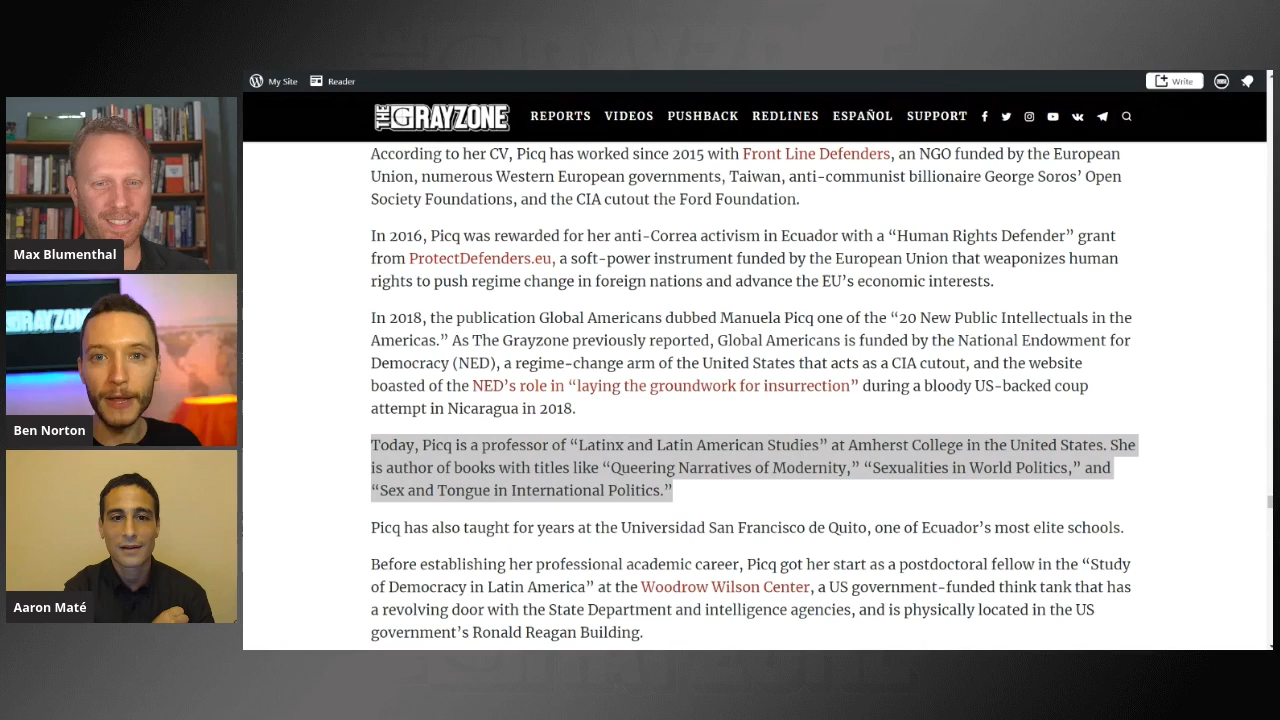 My Site Reader Write
THE GRAYZONE REPORTS VIDEOS PUSHBACK REDLINES ESPAÑOL SUPPORT
According to her CV, Picq has worked since 2015 with Front Line Defenders, an NGO funded by the European
Union, numerous Western European governments, Taiwan, anti-communist billionaire George Soros’ Open
Society Foundations, and the CIA cutout the Ford Foundation.
In 2016, Picq was rewarded for her anti-Correa activism in Ecuador with a “Human Rights Defender” grant
from ProtectDefenders.eu, a soft-power instrument funded by the European Union that weaponizes human
rights to push regime change in foreign nations and advance the EU’s economic interests.
In 2018, the publication Global Americans dubbed Manuela Picq one of the “20 New Public Intellectuals in the
Americas.” As The Grayzone previously reported, Global Americans is funded by the National Endowment for
Democracy (NED), a regime-change arm of the United States that acts as a CIA cutout, and the website
boasted of the NED’s role in “laying the groundwork for insurrection” during a bloody US-backed coup
attempt in Nicaragua in 2018.
Today, Picq is a professor of “Latinx and Latin American Studies” at Amherst College in the United States. She
is author of books with titles like “Queering Narratives of Modernity,” “Sexualities in World Politics,” and
“Sex and Tongue in International Politics.”
Picq has also taught for years at the Universidad San Francisco de Quito, one of Ecuador’s most elite schools.
Before establishing her professional academic career, Picq got her start as a postdoctoral fellow in the “Study
of Democracy in Latin America” at the Woodrow Wilson Center, a US government-funded think tank that has
a revolving door with the State Department and intelligence agencies, and is physically located in the US
government’s Ronald Reagan Building.
Max Blumenthal
GRAYZONE
Ben Norton
Aaron Maté